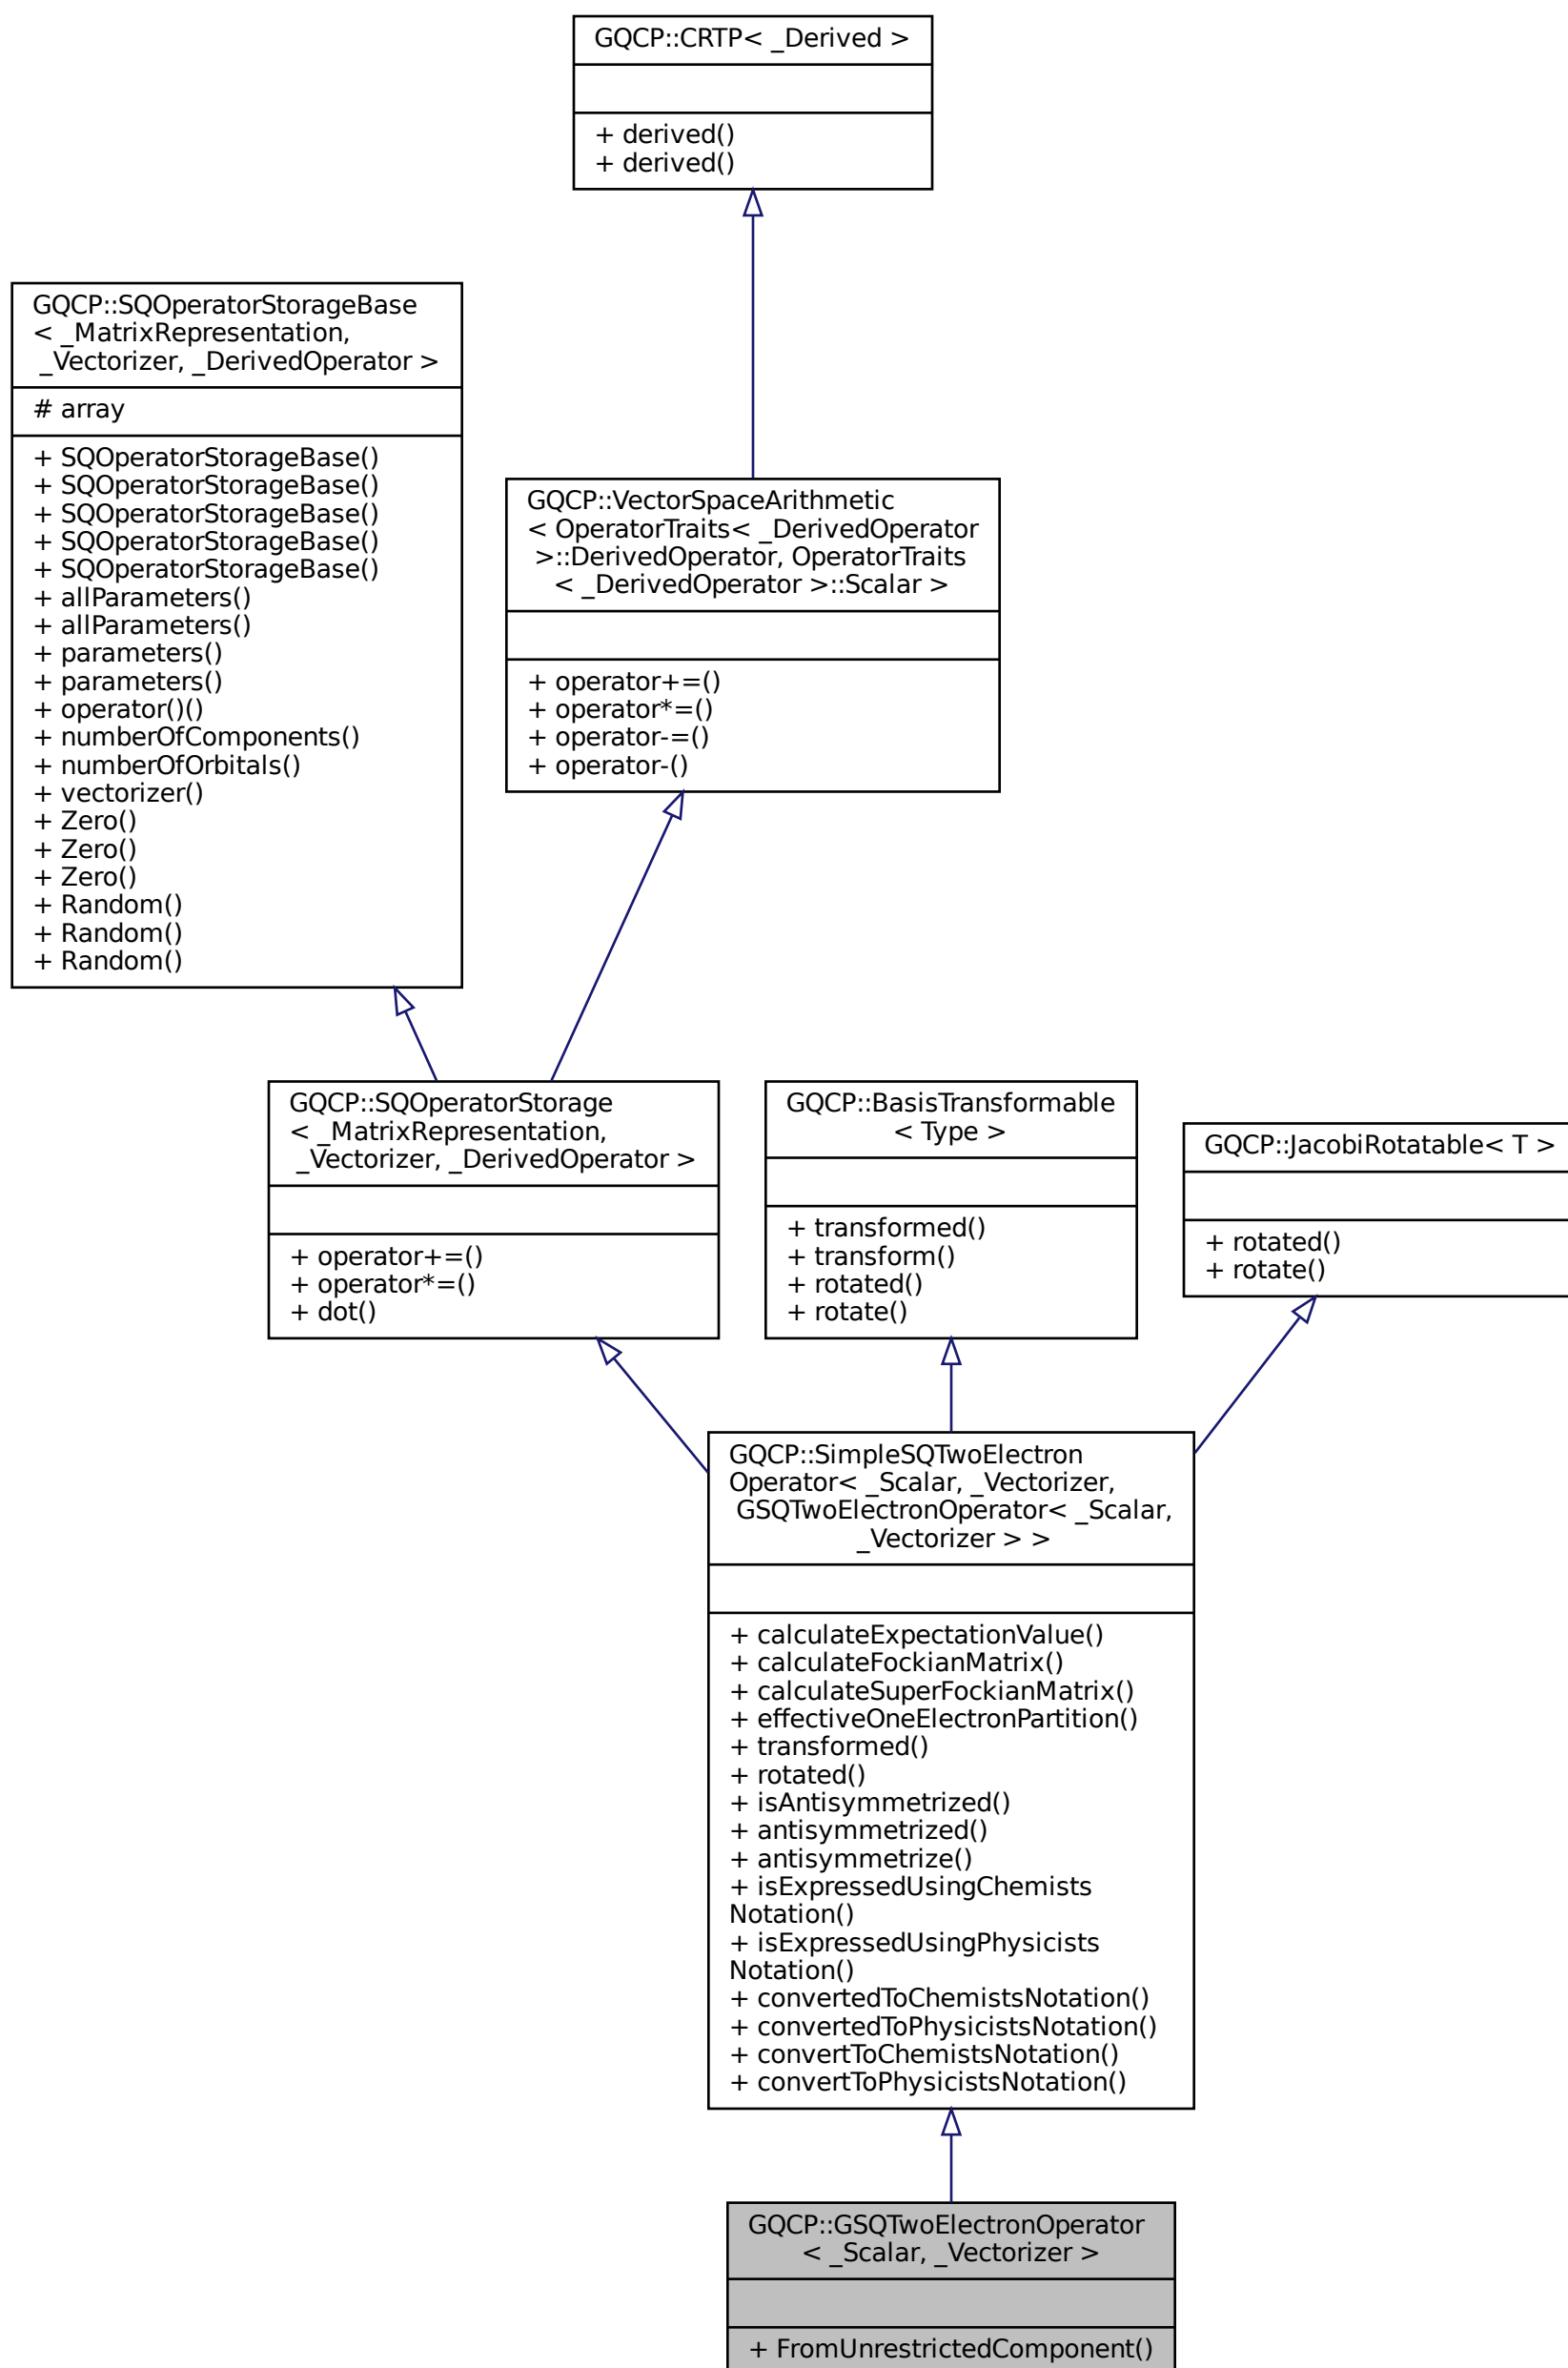 GQCP::CRTP< _Derived >
+ derived()
+ derived()
GQCP::SQOperatorStorageBase
< _MatrixRepresentation,
_Vectorizer, _DerivedOperator >
# array
+ SQOperatorStorageBase()
+ SQOperatorStorageBase()
+ SQOperatorStorageBase()
+ SQOperatorStorageBase()
+ SQOperatorStorageBase()
+ allParameters()
+ allParameters()
+ parameters()
+ parameters()
+ operator()()
+ numberOfComponents()
+ numberOfOrbitals()
+ vectorizer()
+ Zero()
+ Zero()
+ Zero()
+ Random()
+ Random()
+ Random()
GQCP::VectorSpaceArithmetic
< OperatorTraits< _DerivedOperator
>::DerivedOperator, OperatorTraits
< _DerivedOperator >::Scalar >
+ operator+=()
+ operator*=()
+ operator-=()
+ operator-()
GQCP::SQOperatorStorage
< _MatrixRepresentation,
_Vectorizer, _DerivedOperator >
+ operator+=()
+ operator*=()
+ dot()
GQCP::BasisTransformable
< Type >
+ transformed()
+ transform()
+ rotated()
+ rotate()
GQCP::JacobiRotatable< T >
+ rotated()
+ rotate()
GQCP::SimpleSQTwoElectron
Operator< _Scalar, _Vectorizer,
GSQTwoElectronOperator< _Scalar,
_Vectorizer > >
+ calculateExpectationValue()
+ calculateFockianMatrix()
+ calculateSuperFockianMatrix()
+ effectiveOneElectronPartition()
+ transformed()
+ rotated()
+ isAntisymmetrized()
+ antisymmetrized()
+ antisymmetrize()
+ isExpressedUsingChemists
Notation()
+ isExpressedUsingPhysicists
Notation()
+ convertedToChemistsNotation()
+ convertedToPhysicistsNotation()
+ convertToChemistsNotation()
+ convertToPhysicistsNotation()
GQCP::GSQTwoElectronOperator
< _Scalar, _Vectorizer >
+ FromUnrestrictedComponent()